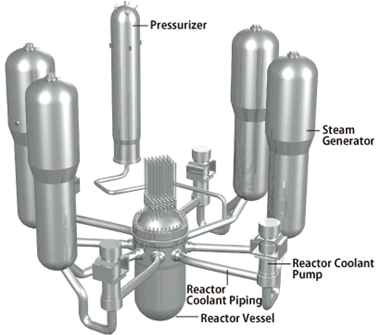 Pressurizer
Steam
Generator
Reactor Coolant
Pump
Reactor
Coolant Piping
Reactor Vessel